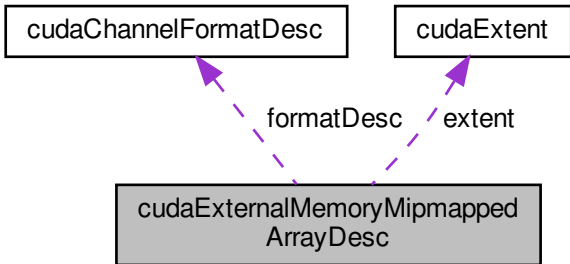 cudaChannelFormatDesc
cudaExtent
formatDesc
extent
cudaExternalMemoryMipmapped
ArrayDesc